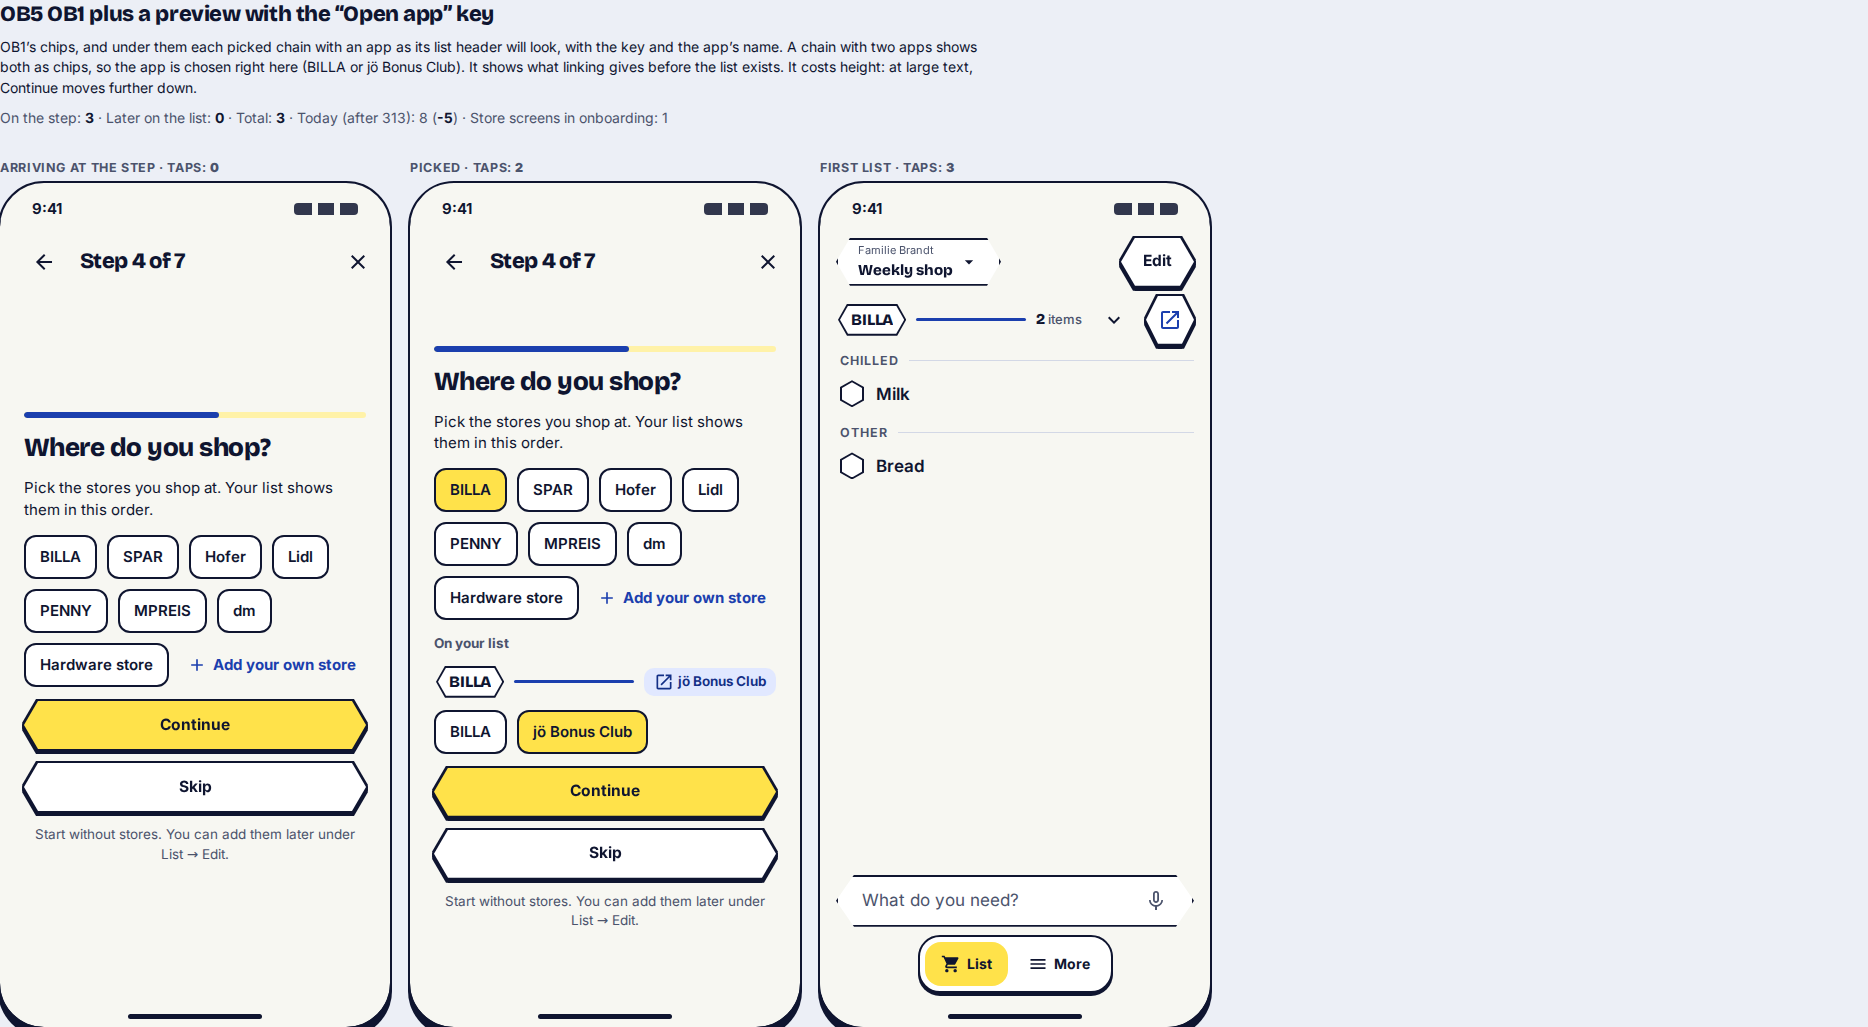 OB5 OB1 plus a preview with the “Open app” key
OB1’s chips, and under them each picked chain with an app as its list header will look, with the key and the app’s name. A chain with two apps shows
both as chips, so the app is chosen right here (BILLA or jö Bonus Club). It shows what linking gives before the list exists. It costs height: at large text,
Continue moves further down.
On the step: 3 · Later on the list: 0 · Total: 3 · Today (after 313): 8 (-5) · Store screens in onboarding: 1
ARRIVING AT THE STEP · TAPS: 0
9:41
Step 4 of 7
Where do you shop?
Pick the stores you shop at. Your list shows
them in this order.
BILLA SPAR Hofer Lidl
PENNY MPREIS dm
Hardware store + Add your own store
Continue
Skip
Start without stores. You can add them later under
List → Edit.
PICKED · TAPS: 2
9:41
Step 4 of 7
Where do you shop?
Pick the stores you shop at. Your list shows
them in this order.
BILLA SPAR Hofer Lidl
PENNY MPREIS dm
Hardware store + Add your own store
On your list
BILLA jö Bonus Club
BILLA jö Bonus Club
Continue
Skip
Start without stores. You can add them later under
List → Edit.
FIRST LIST · TAPS: 3
9:41
Familie Brandt
Weekly shop
Edit
BILLA 2 items
CHILLED
Milk
OTHER
Bread
What do you need?
List More